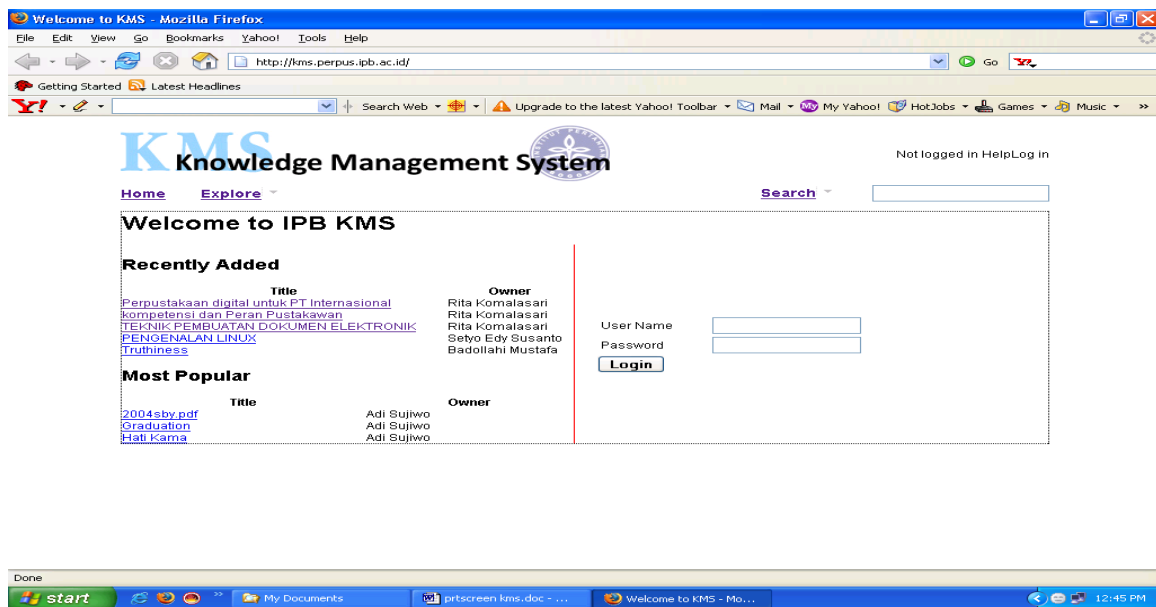 Welcome to KMS - Mozilla Firefox
File Edit View Go Bookmarks Yahoo! Tools Help
http://kms.perpus.ipb.ac.id/ Go
Getting Started Latest Headlines
Y! Search Web Upgrade to the latest Yahoo! Toolbar Mail My Yahoo! HotJobs Games Music »
KMS
Knowledge Management System
Not logged in HelpLog in
Home Explore Search
Welcome to IPB KMS
Recently Added
Title Owner
Perpustakaan digital untuk PT Internasional Rita Komalasari
kompetensi dan Peran Pustakawan Rita Komalasari
TEKNIK PEMBUATAN DOKUMEN ELEKTRONIK Rita Komalasari
PENGENALAN LINUX Setyo Edy Susanto
Truthiness Badollahi Mustafa
User Name
Password
Login
Most Popular
Title Owner
2004sby.pdf Adi Sujiwo
Graduation Adi Sujiwo
Hati Kama Adi Sujiwo
Done
start » My Documents prtscreen kms.doc - ... Welcome to KMS - Mo... 12:45 PM